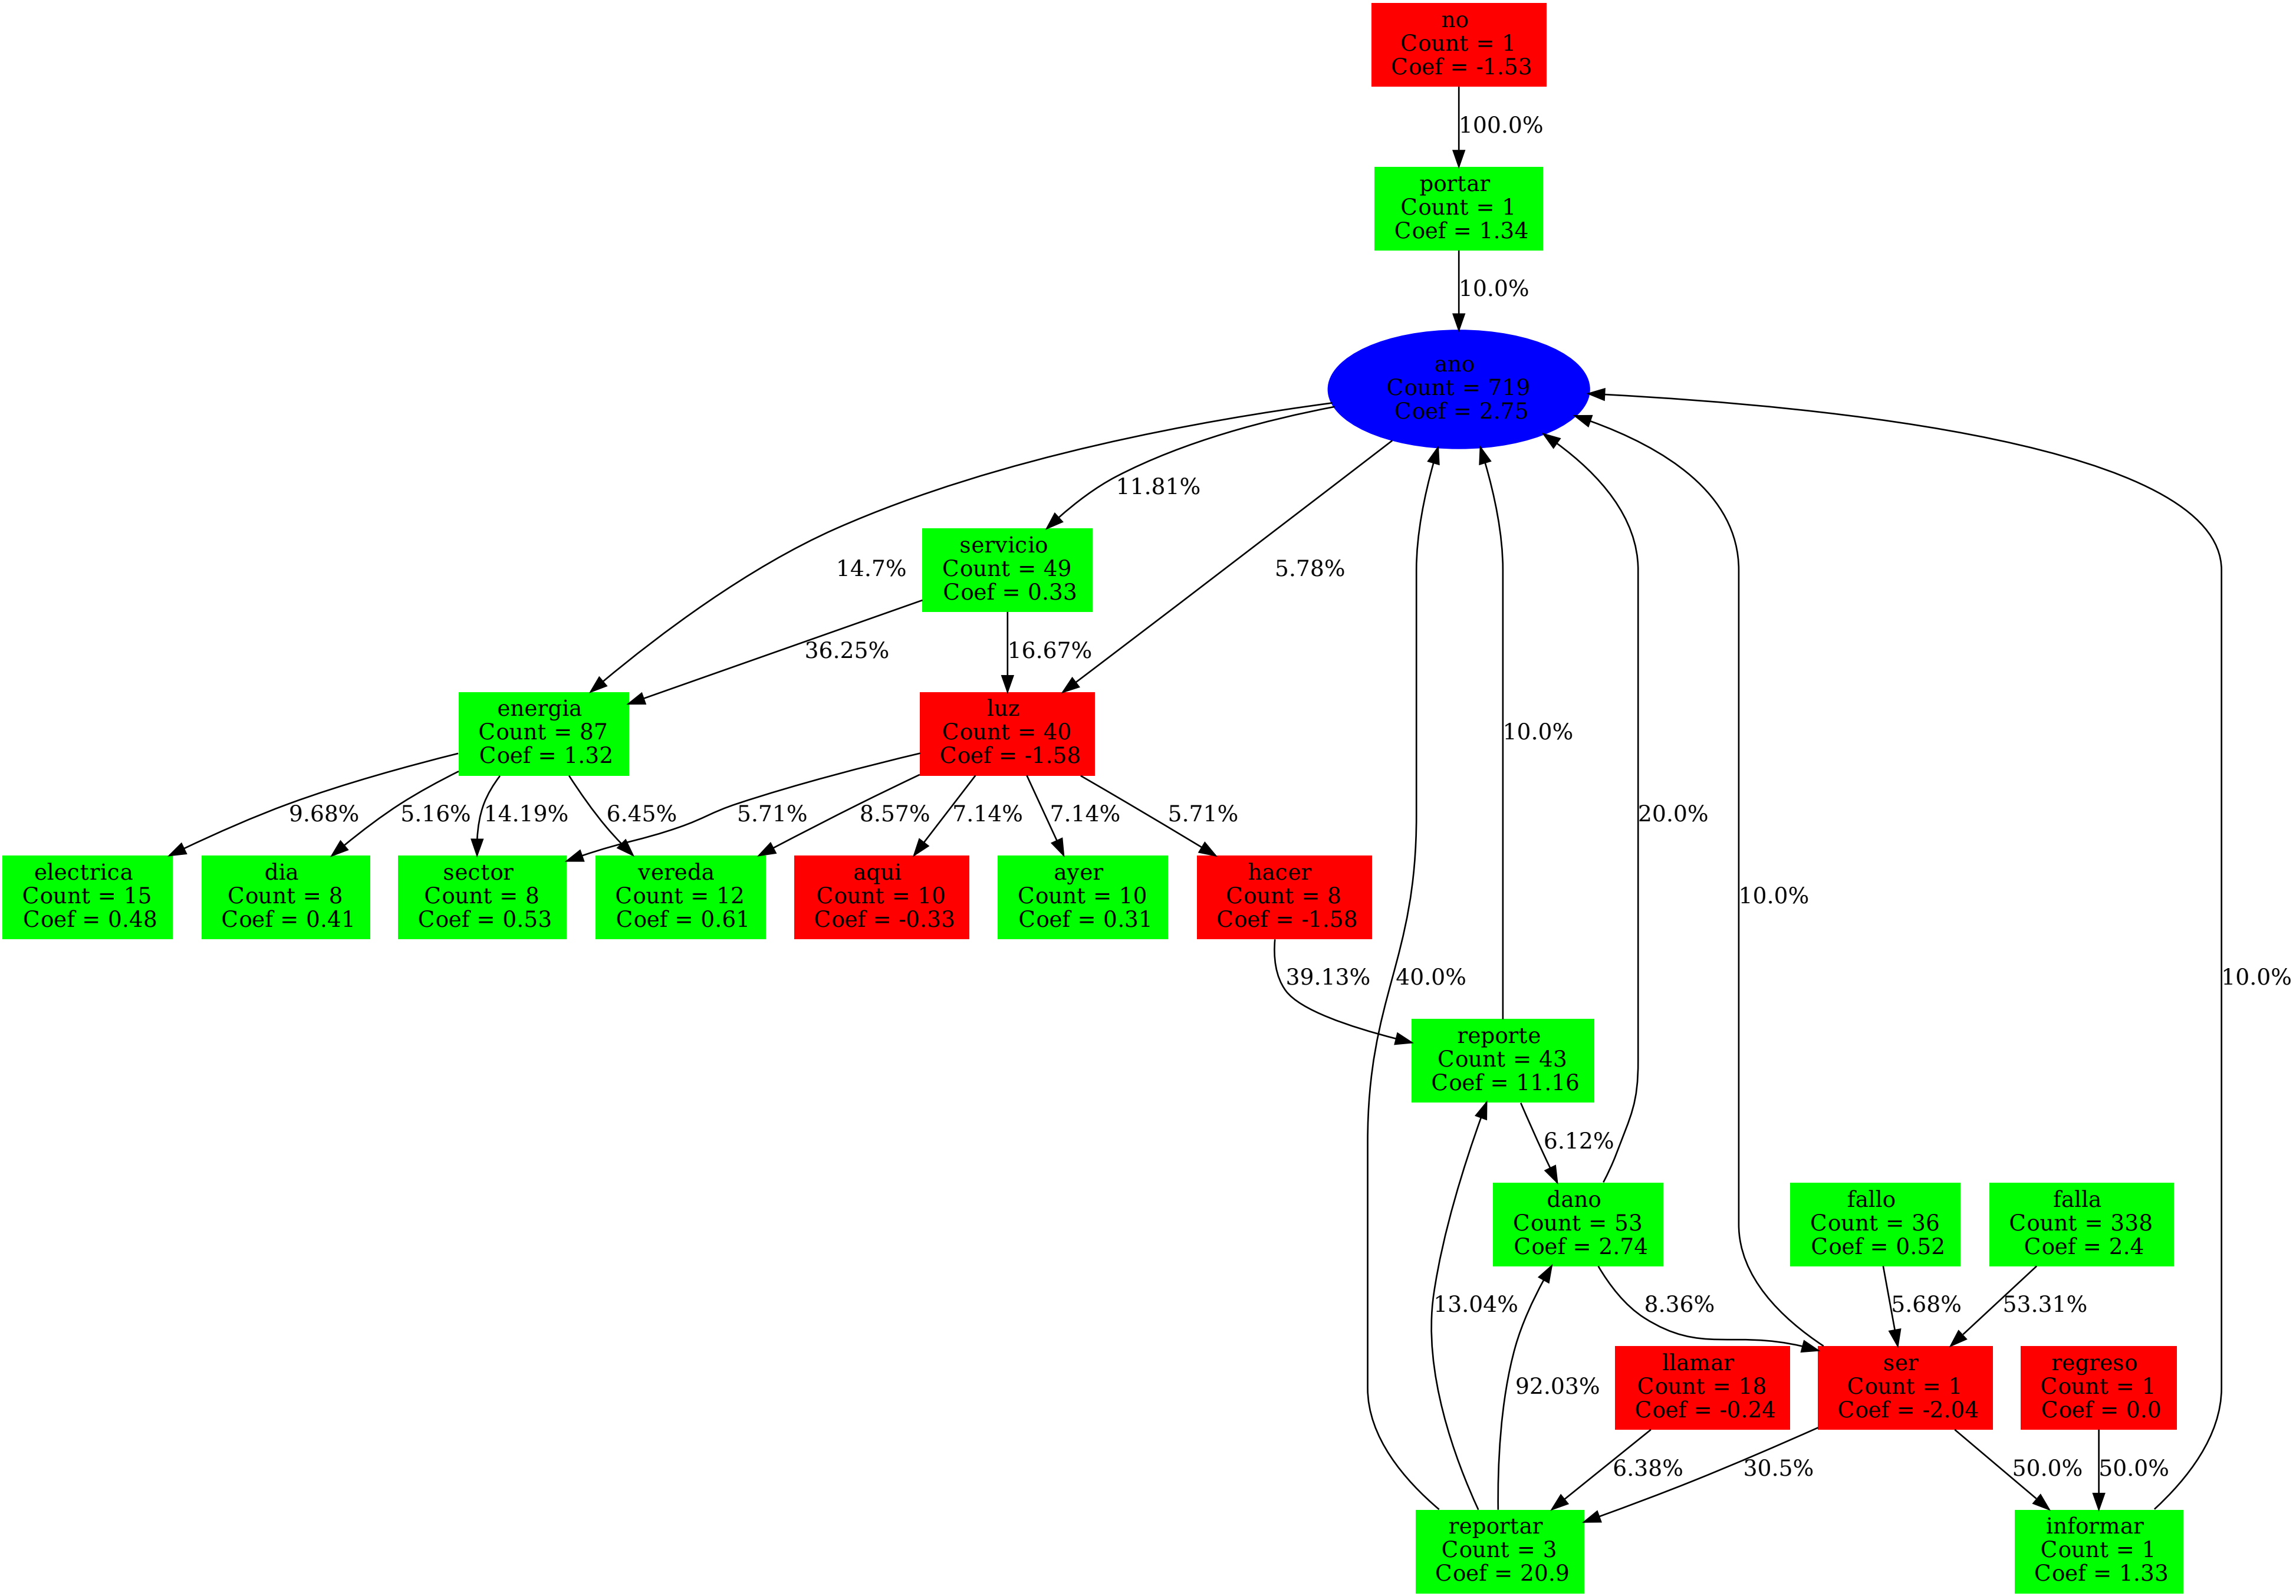 no
Count = 1
Coef = -1.53
100.0%
portar
Count = 1
Coef = 1.34
10.0%
ano
Count = 719
Coef = 2.75
11.81%
14.7%
5.78%
servicio
Count = 49
Coef = 0.33
36.25%
16.67%
10.0%
energia
Count = 87
Coef = 1.32
luz
Count = 40
Coef = -1.58
9.68%
5.16%
14.19%
6.45%
5.71%
8.57%
7.14%
7.14%
5.71%
20.0%
electrica
Count = 15
Coef = 0.48
dia
Count = 8
Coef = 0.41
sector
Count = 8
Coef = 0.53
vereda
Count = 12
Coef = 0.61
aqui
Count = 10
Coef = -0.33
ayer
Count = 10
Coef = 0.31
hacer
Count = 8
Coef = -1.58
10.0%
39.13%
40.0%
10.0%
reporte
Count = 43
Coef = 11.16
6.12%
dano
Count = 53
Coef = 2.74
fallo
Count = 36
Coef = 0.52
falla
Count = 338
Coef = 2.4
13.04%
8.36%
5.68%
53.31%
92.03%
llamar
Count = 18
Coef = -0.24
ser
Count = 1
Coef = -2.04
regreso
Count = 1
Coef = 0.0
6.38%
30.5%
50.0%
50.0%
reportar
Count = 3
Coef = 20.9
informar
Count = 1
Coef = 1.33